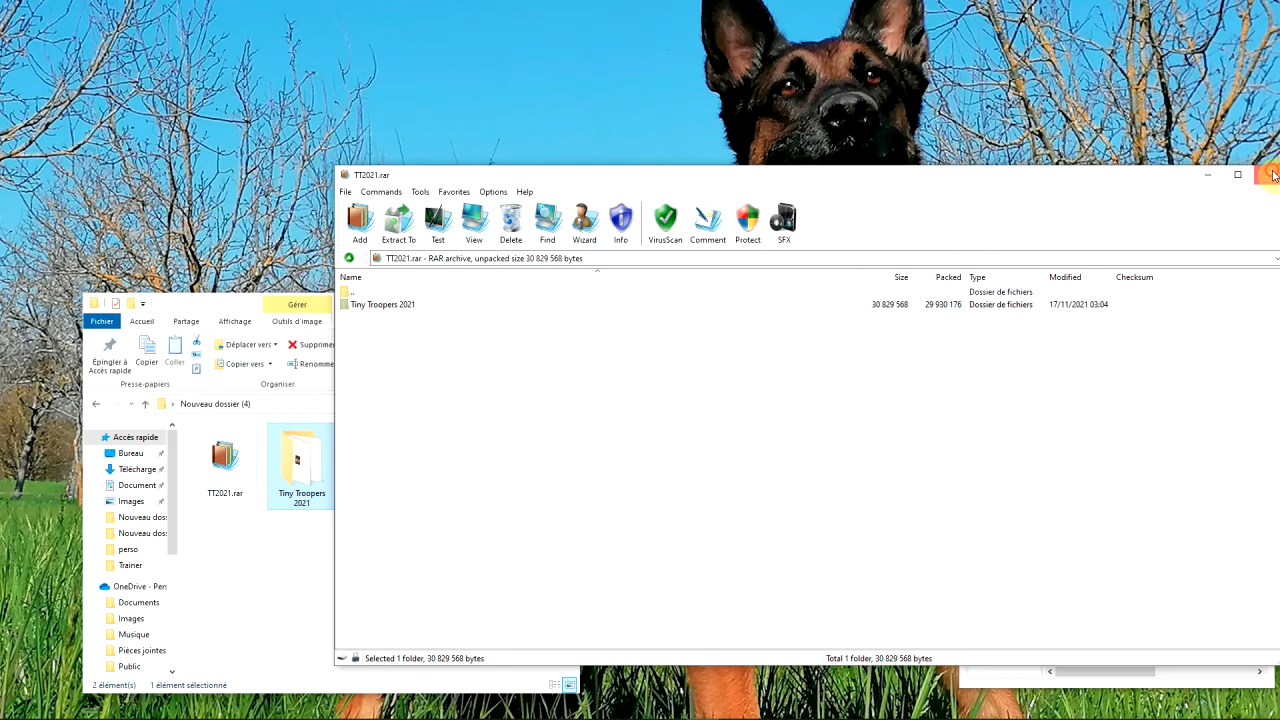 TT2021.rar
File Commands Tools Favorites Options Help
Add Extract To Test View Delete Find Wizard Info VirusScan Comment Protect SFX
TT2021.rar - RAR archive, unpacked size 30 829 568 bytes
Name Size Packed Type Modified Checksum
.. Dossier de fichiers
Tiny Troopers 2021 30 829 568 29 930 176 Dossier de fichiers 17/11/2021 03:04
Selected 1 folder, 30 829 568 bytes Total 1 folder, 30 829 568 bytes
Gérer
Fichier Accueil Partage Affichage Outils d'image
Épingler à
Accès rapide
Copier
Coller
Déplacer vers
Copier vers
Supprimer
Renomme
Presse-papiers Organiser
Nouveau dossier (4)
Accès rapide
Bureau
Télécharge
Document
Images
Nouveau doss
Nouveau doss
perso
Trainer
OneDrive - Pers
Documents
Images
Musique
Pièces jointes
Public
TT2021.rar
Tiny Troopers
2021
2 élément(s) 1 élément sélectionné